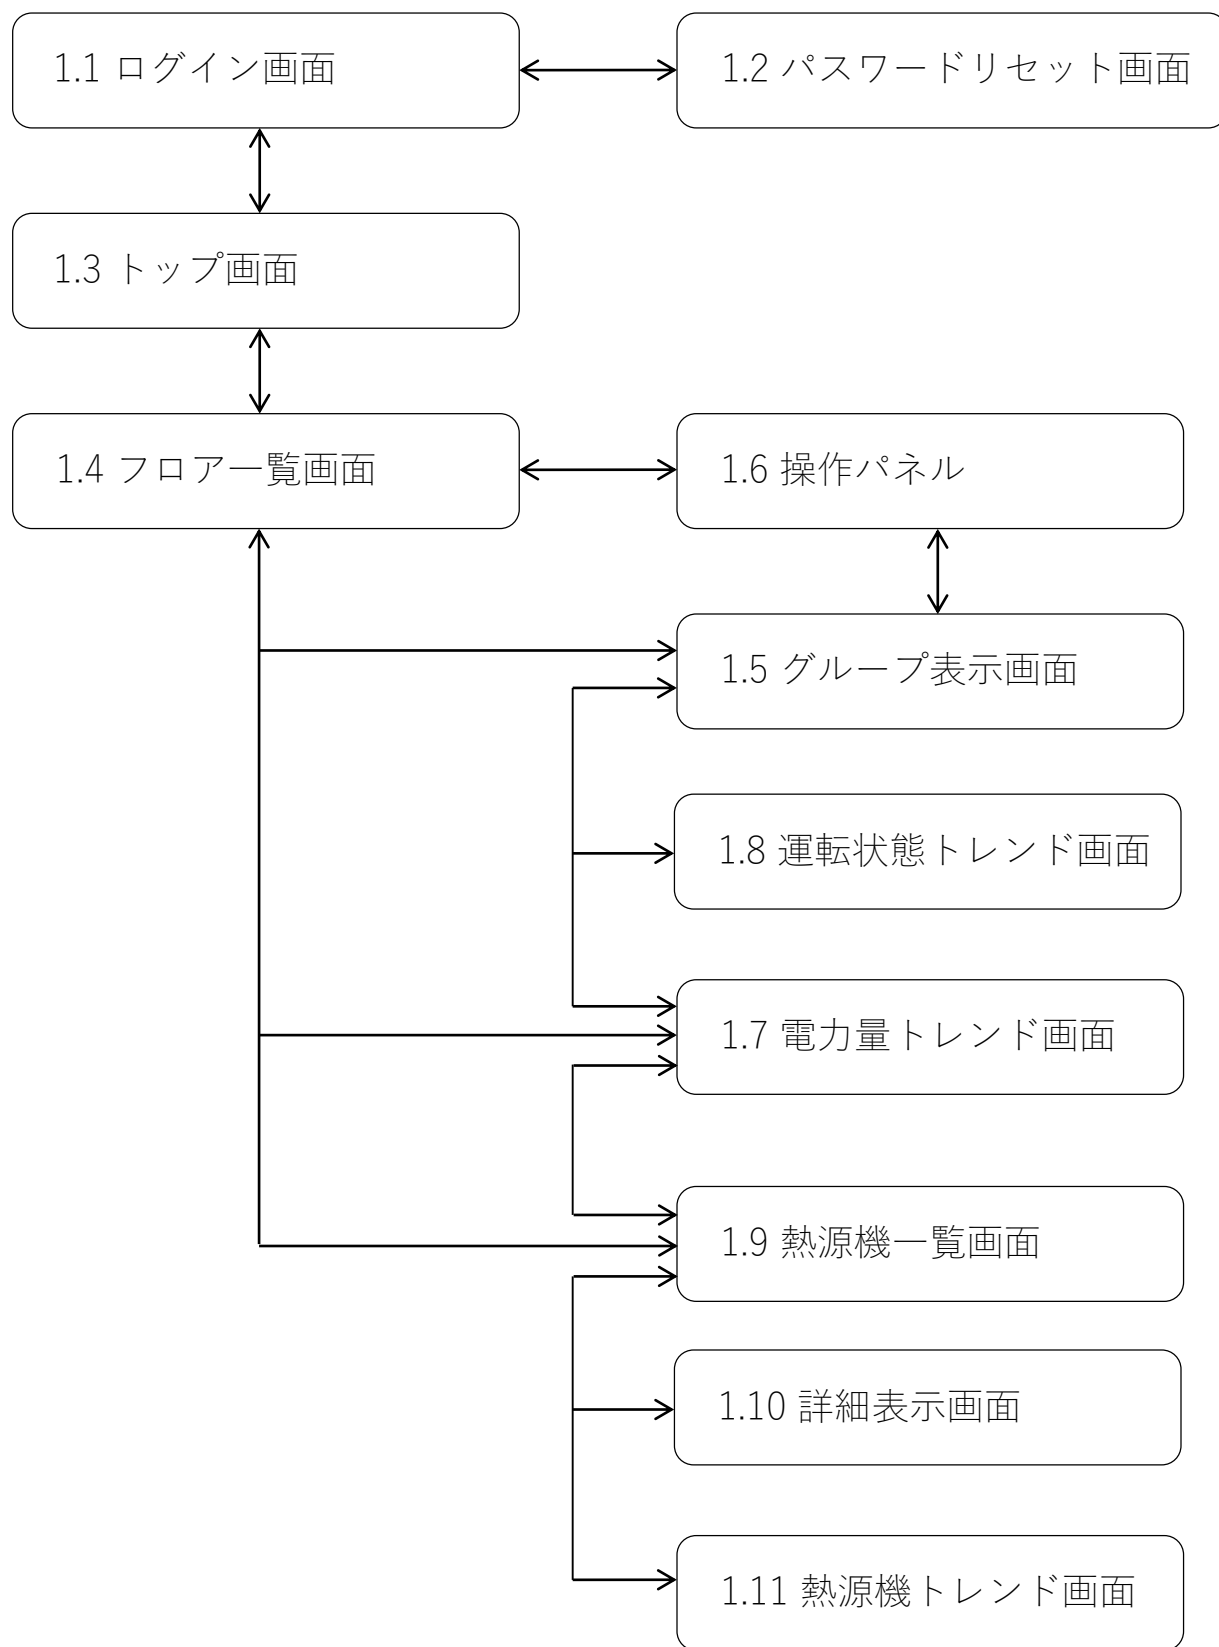 1.1 ログイン画面
1.2 パスワードリセット画面
1.3 トップ画面
1.4 フロア一覧画面
1.6 操作パネル
1.5 グループ表示画面
1.8 運転状態トレンド画面
1.7 電力量トレンド画面
1.9 熱源機一覧画面
1.10 詳細表示画面
1.11 熱源機トレンド画面